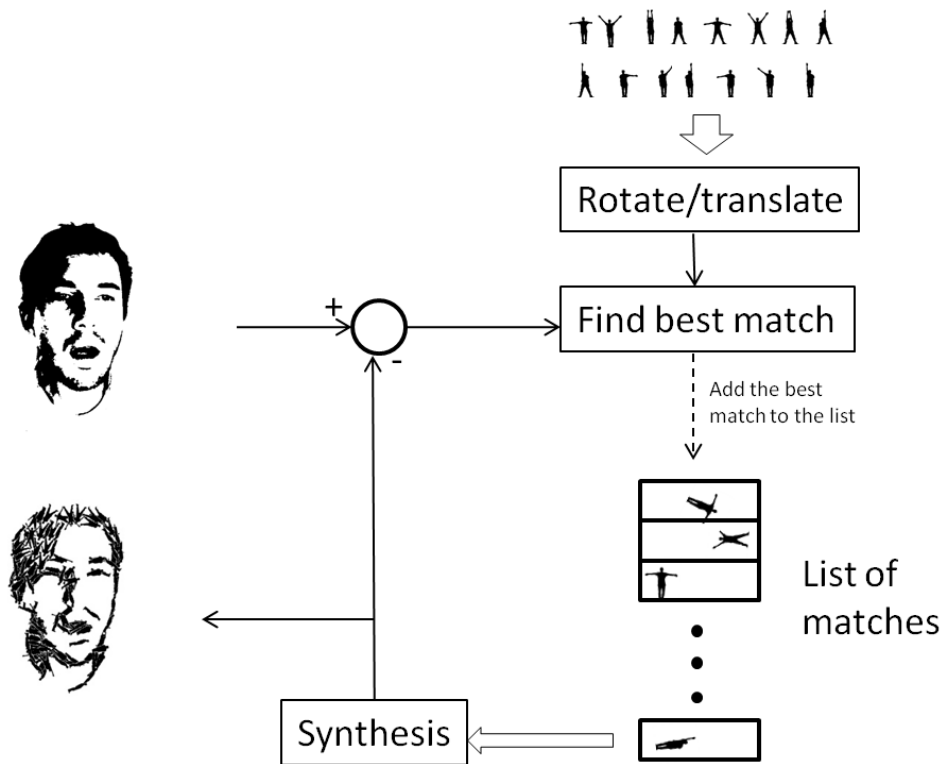 Rotate/translate
+
Find best match
-
Add the best
match to the list
List of
matches
Synthesis